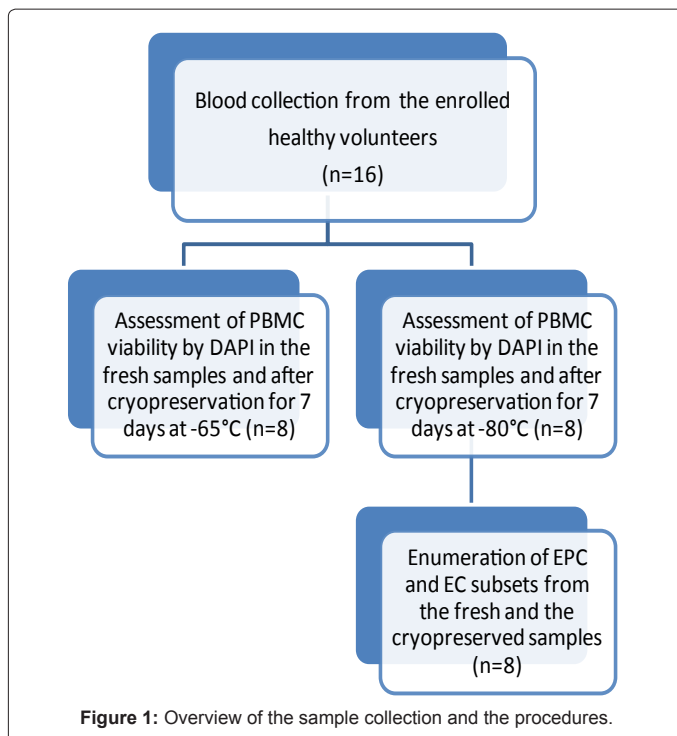 Blood collection from the enrolled
healthy volunteers
(n=16)
Assessment of PBMC
viability by DAPI in the
fresh samples and after
cryopreservation for 7
days at -65°C (n=8)
Assessment of PBMC
viability by DAPI in the
fresh samples and after
cryopreservation for 7
days at -80°C (n=8)
Enumeration of EPC
and EC subsets from
the fresh and the
cryopreserved samples
(n=8)
Figure 1: Overview of the sample collection and the procedures.